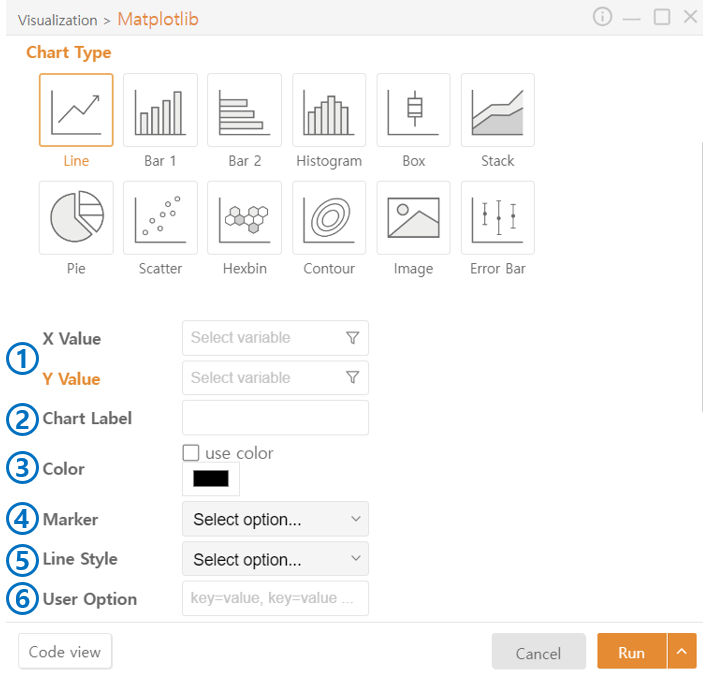 Visualization > Matplotlib
Chart Type
Line Bar 1 Bar 2 Histogram Box Stack
Pie Scatter Hexbin Contour Image Error Bar
① X Value Select variable
Y Value Select variable
② Chart Label
③ Color use color
④ Marker Select option...
⑤ Line Style Select option...
⑥ User Option key=value, key=value ...
Code view Cancel Run